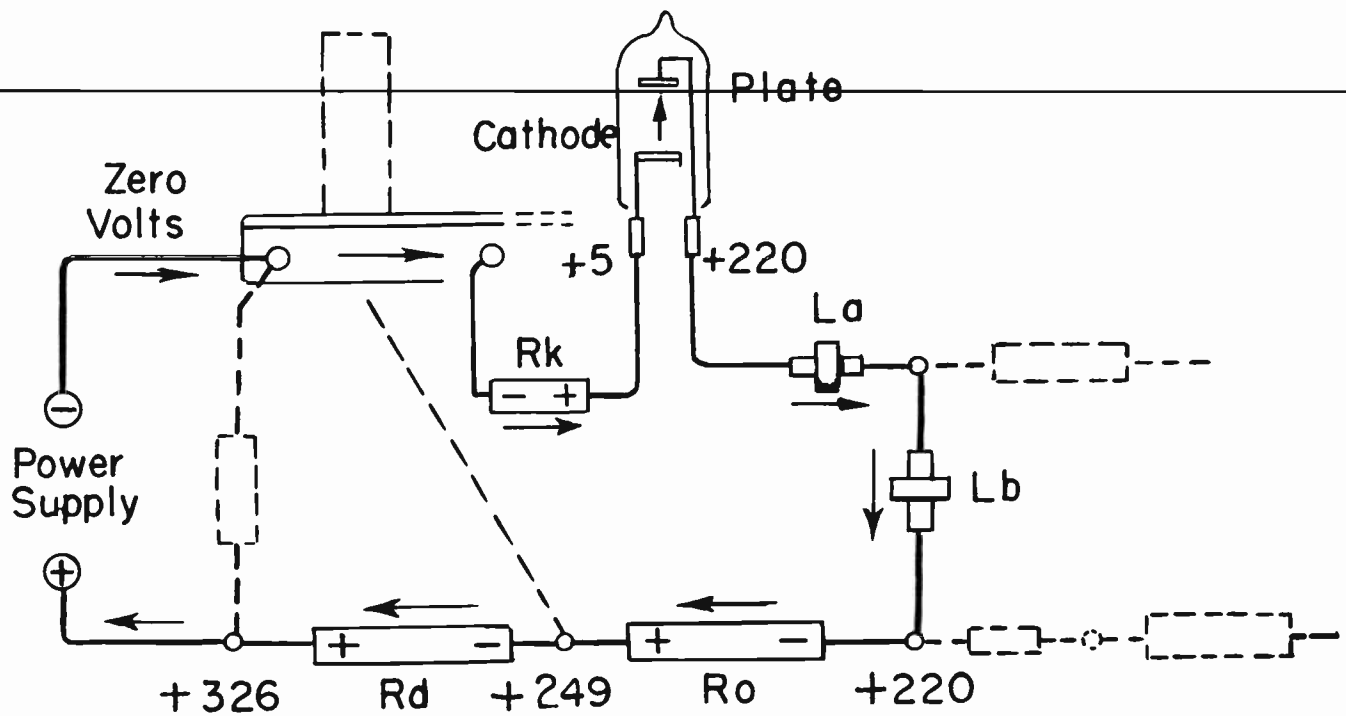 Plate
Cathode
Zero
Volts
+5
+220
La
Rk
- +
−
Power
Supply
Lb
+
+ -
+ -
+326
Rd
+249
Ro
+220